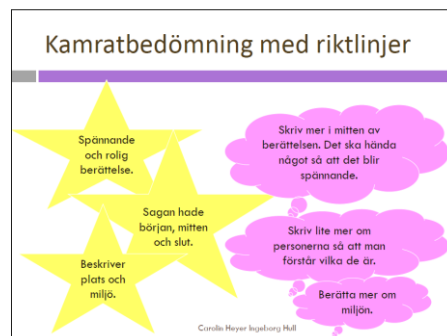 Kamratbedömning med riktlinjer
Spännande
och rolig
berättelse.
Sagan hade
början, mitten
och slut.
Beskriver
plats och
miljö.
Skriv mer i mitten av
berättelsen. Det ska hända
något så att det blir
spännande.
Skriv lite mer om
personerna så att man
förstår vilka de är.
Berätta mer om
miljön.
Carolin Heyer Ingeborg Holl